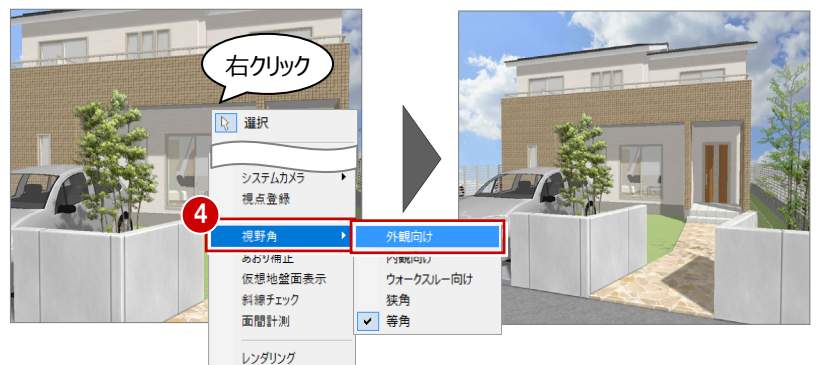 右クリック
選択
システムカメラ
視点登録
4
視野角
外観向け
あおり補正
内観向け
仮想地盤面表示
ウォークスルー向け
斜線チェック
狭角
面間計測
等角
レンダリング